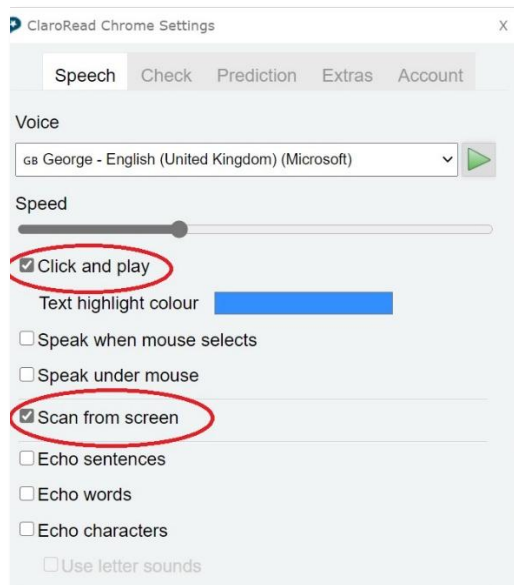 ClaroRead Chrome Settings X
Speech Check Prediction Extras Account
Voice
GB George - English (United Kingdom) (Microsoft)
Speed
Click and play
Text highlight colour
Speak when mouse selects
Speak under mouse
Scan from screen
Echo sentences
Echo words
Echo characters
Use letter sounds